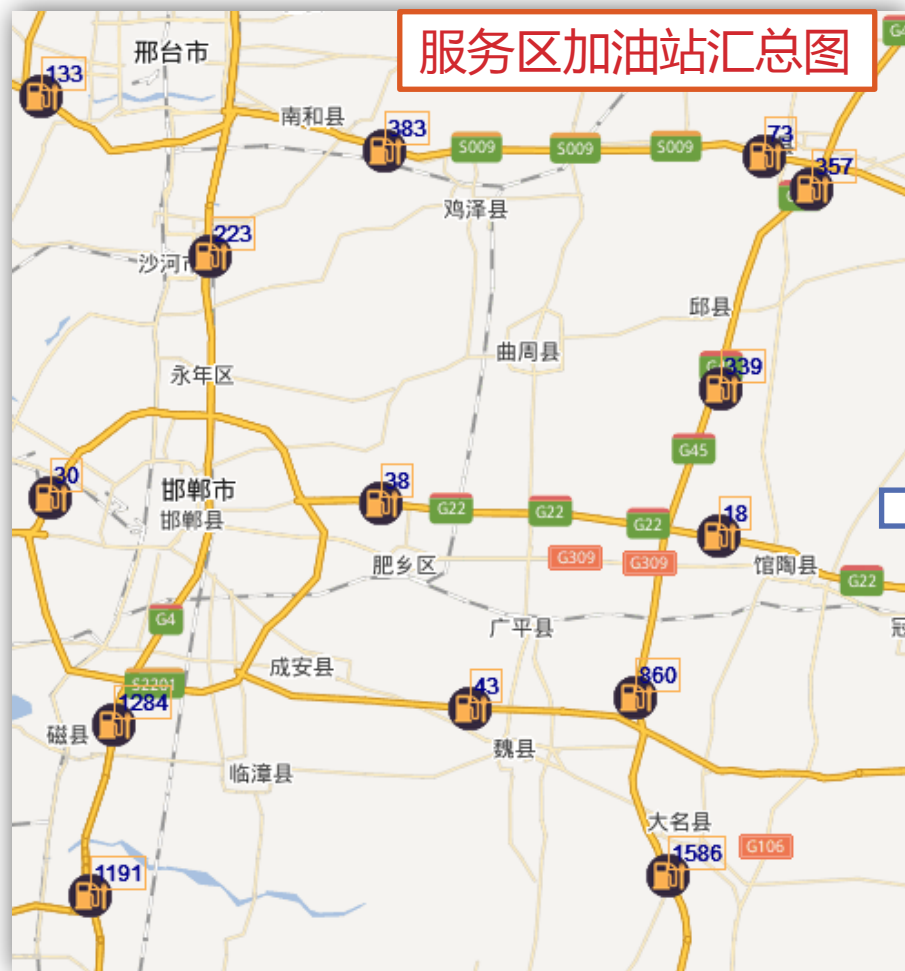 服务区加油站汇总图
邢台市
133
南和县
383
S009
S009
S009
73
县
357
鸡泽县
223
沙河市
邱县
曲周县
339
永年区
G45
30
邯郸市
邯郸县
38
G22
G22
G22
18
肥乡区
G309
G309
馆陶县
G22
G4
广平县
成安县
S2201
860
43
1284
磁县
魏县
临漳县
大名县
G106
1586
1191